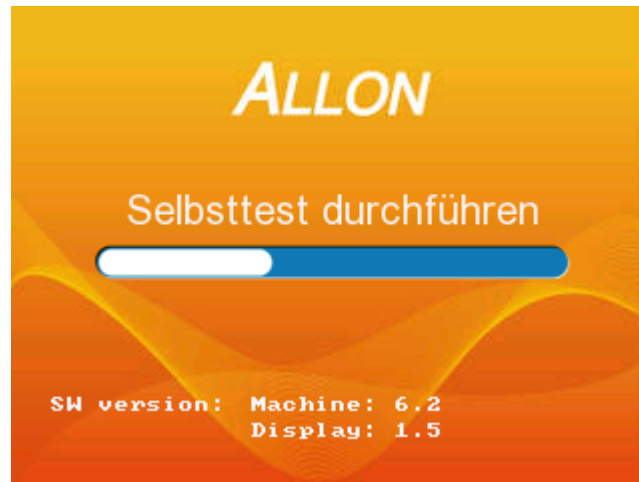 ALLON
Selbsttest durchführen
SW version: Machine: 6.2
Display: 1.5